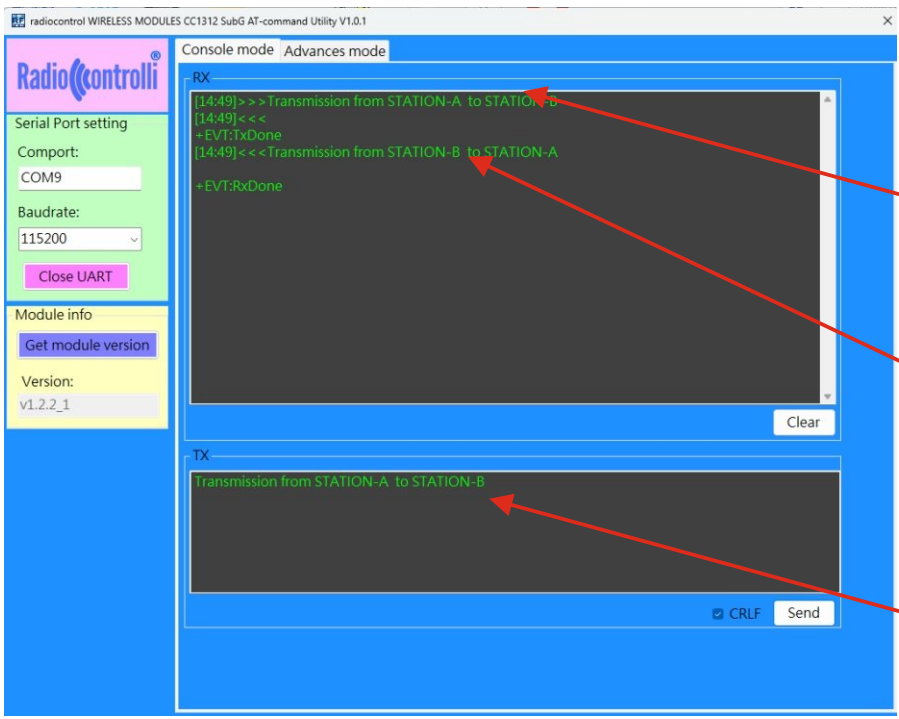 radiocontrol WIRELESS MODULES CC1312 SubG AT-command Utility V1.0.1
Radiocontrolli®
Console mode Advances mode
Serial Port setting
Comport:
COM9
Baudrate:
115200
Close UART
Module info
Get module version
Version:
v1.2.2_1
RX
[14:49]>>>Transmission from STATION-A to STATION-B
[14:49]<<<
+EVT:TxDone
[14:49]<<<Transmission from STATION-B to STATION-A
+EVT:RxDone
Clear
TX
Transmission from STATION-A to STATION-B
CRLF Send